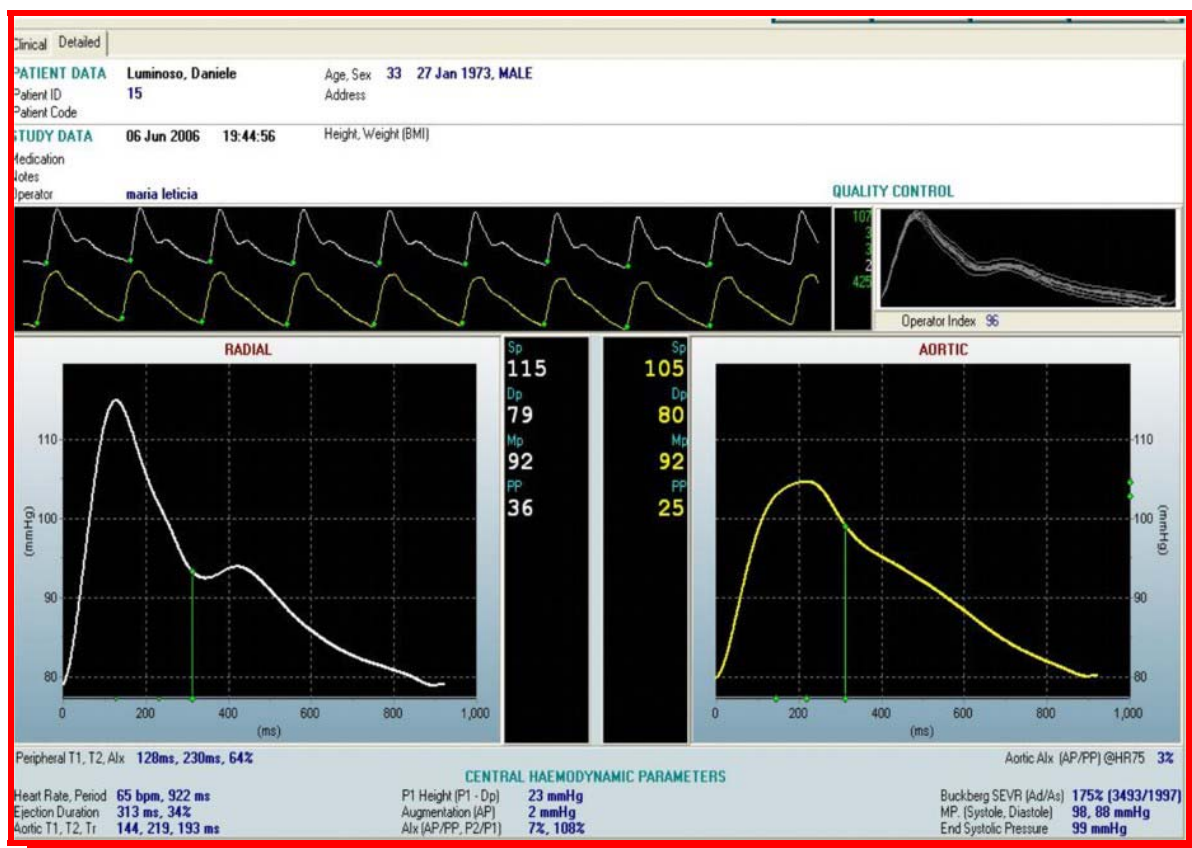 Clinical Detailed
PATIENT DATA Luminoso, Daniele Age, Sex 33 27 Jan 1973, MALE
Patient ID 15 Address
Patient Code
STUDY DATA 06 Jun 2006 19:44:56 Height, Weight (BMI)
Medication
Notes
Operator maria leticia
QUALITY CONTROL
107
2
425
Operator Index 96
RADIAL
110
100
90
80
(mmHg)
0 200 400 600 800 1,000
(ms)
Sp
115
Dp
79
Mp
92
PP
36
Sp
105
Dp
80
Mp
92
PP
25
AORTIC
110
100
90
80
(mmHg)
0 200 400 600 800 1,000
(ms)
Peripheral T1, T2, AIx 128ms, 230ms, 64%
Aortic AIx (AP/PP) @HR75 3%
CENTRAL HAEMODYNAMIC PARAMETERS
Heart Rate, Period 65 bpm, 922 ms
Ejection Duration 313 ms, 34%
Aortic T1, T2, Tr 144, 219, 193 ms
P1 Height (P1 - Dp) 23 mmHg
Augmentation (AP) 2 mmHg
AIx (AP/PP, P2/P1) 7%, 108%
Buckberg SEVR (Ad/As) 175% (3493/1997)
MP. (Systole, Diastole) 98, 88 mmHg
End Systolic Pressure 99 mmHg